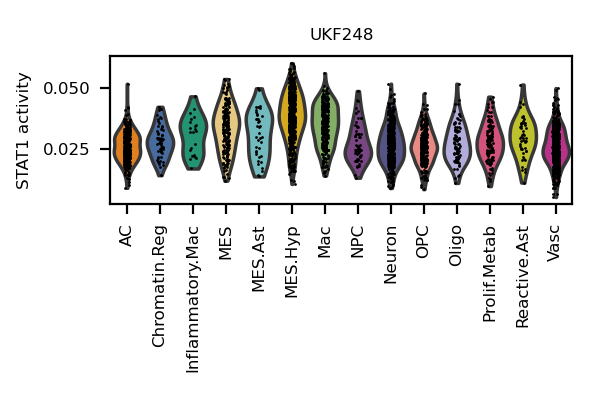 UKF248
STAT1 activity
0.050
0.025
AC
Chromatin.Reg
Inflammatory.Mac
MES
MES.Ast
MES.Hyp
Mac
NPC
Neuron
OPC
Oligo
Prolif.Metab
Reactive.Ast
Vasc